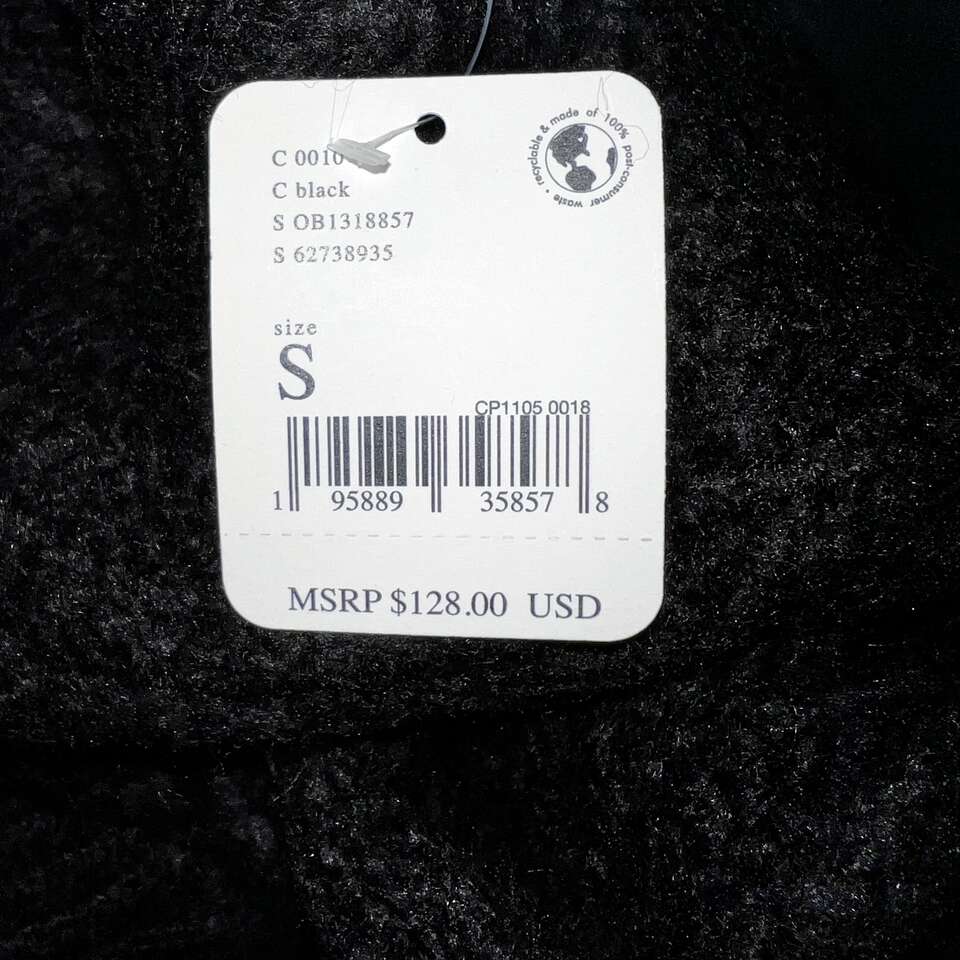 C 0010
C black
S OB1318857
S 62738935
recyclable & made of 100% post-consumer waste •
size
S
CP1105 0018
1 95889 35857 8
MSRP $128.00 USD